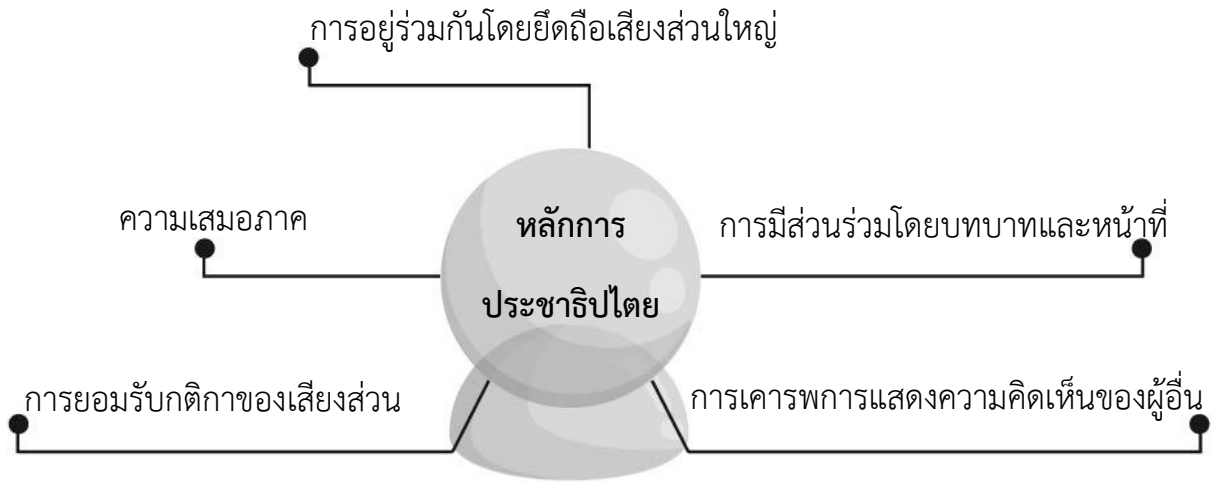 การอยู่ร่วมกันโดยยึดถือเสียงส่วนใหญ่
ความเสมอภาค
หลักการ
ประชาธิปไตย
การมีส่วนร่วมโดยบทบาทและหน้าที่
การยอมรับกติกาของเสียงส่วน
การเคารพการแสดงความคิดเห็นของผู้อื่น